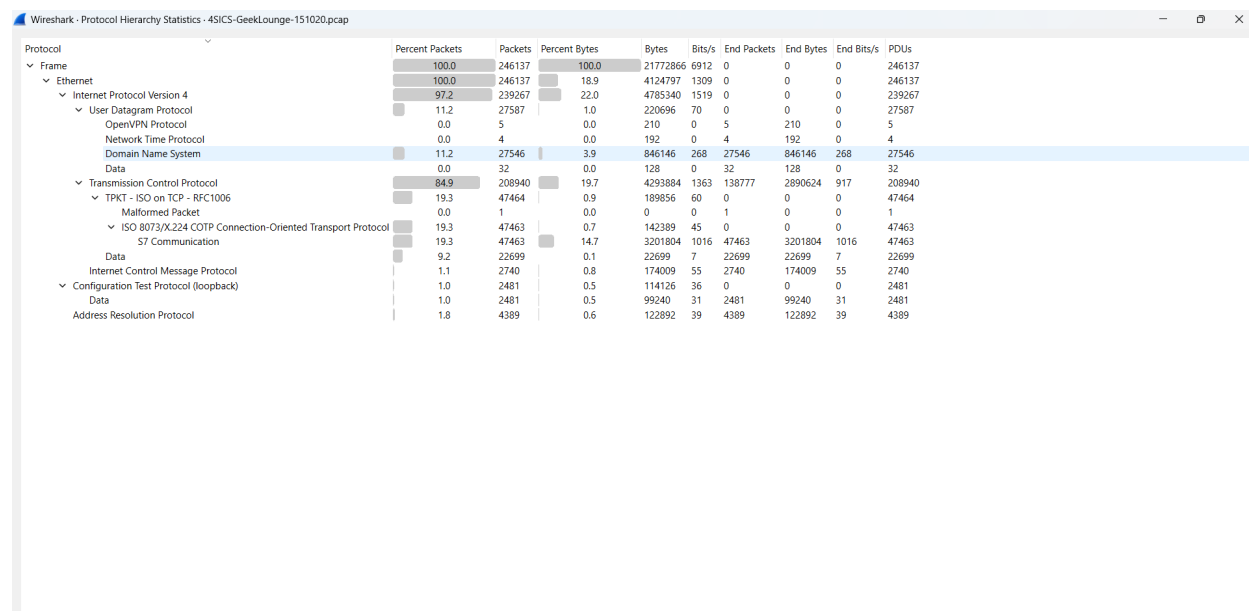 Wireshark · Protocol Hierarchy Statistics · 4SICS-GeekLounge-151020.pcap
Protocol Percent Packets Packets Percent Bytes Bytes Bits/s End Packets End Bytes End Bits/s PDUs
Frame 100.0 246137 100.0 21772866 6912 0 0 0 246137
Ethernet 100.0 246137 18.9 4124797 1309 0 0 0 246137
Internet Protocol Version 4 97.2 239267 22.0 4785340 1519 0 0 0 239267
User Datagram Protocol 11.2 27587 1.0 220696 70 0 0 0 27587
OpenVPN Protocol 0.0 5 0.0 210 0 5 210 0 5
Network Time Protocol 0.0 4 0.0 192 0 4 192 0 4
Domain Name System 11.2 27546 3.9 846146 268 27546 846146 268 27546
Data 0.0 32 0.0 128 0 32 128 0 32
Transmission Control Protocol 84.9 208940 19.7 4293884 1363 138777 2890624 917 208940
TPKT - ISO on TCP - RFC1006 19.3 47464 0.9 189856 60 0 0 0 47464
Malformed Packet 0.0 1 0.0 0 0 1 0 0 1
ISO 8073/X.224 COTP Connection-Oriented Transport Protocol 19.3 47463 0.7 142389 45 0 0 0 47463
S7 Communication 19.3 47463 14.7 3201804 1016 47463 3201804 1016 47463
Data 9.2 22699 0.1 22699 7 22699 22699 7 22699
Internet Control Message Protocol 1.1 2740 0.8 174009 55 2740 174009 55 2740
Configuration Test Protocol (loopback) 1.0 2481 0.5 114126 36 0 0 0 2481
Data 1.0 2481 0.5 99240 31 2481 99240 31 2481
Address Resolution Protocol 1.8 4389 0.6 122892 39 4389 122892 39 4389